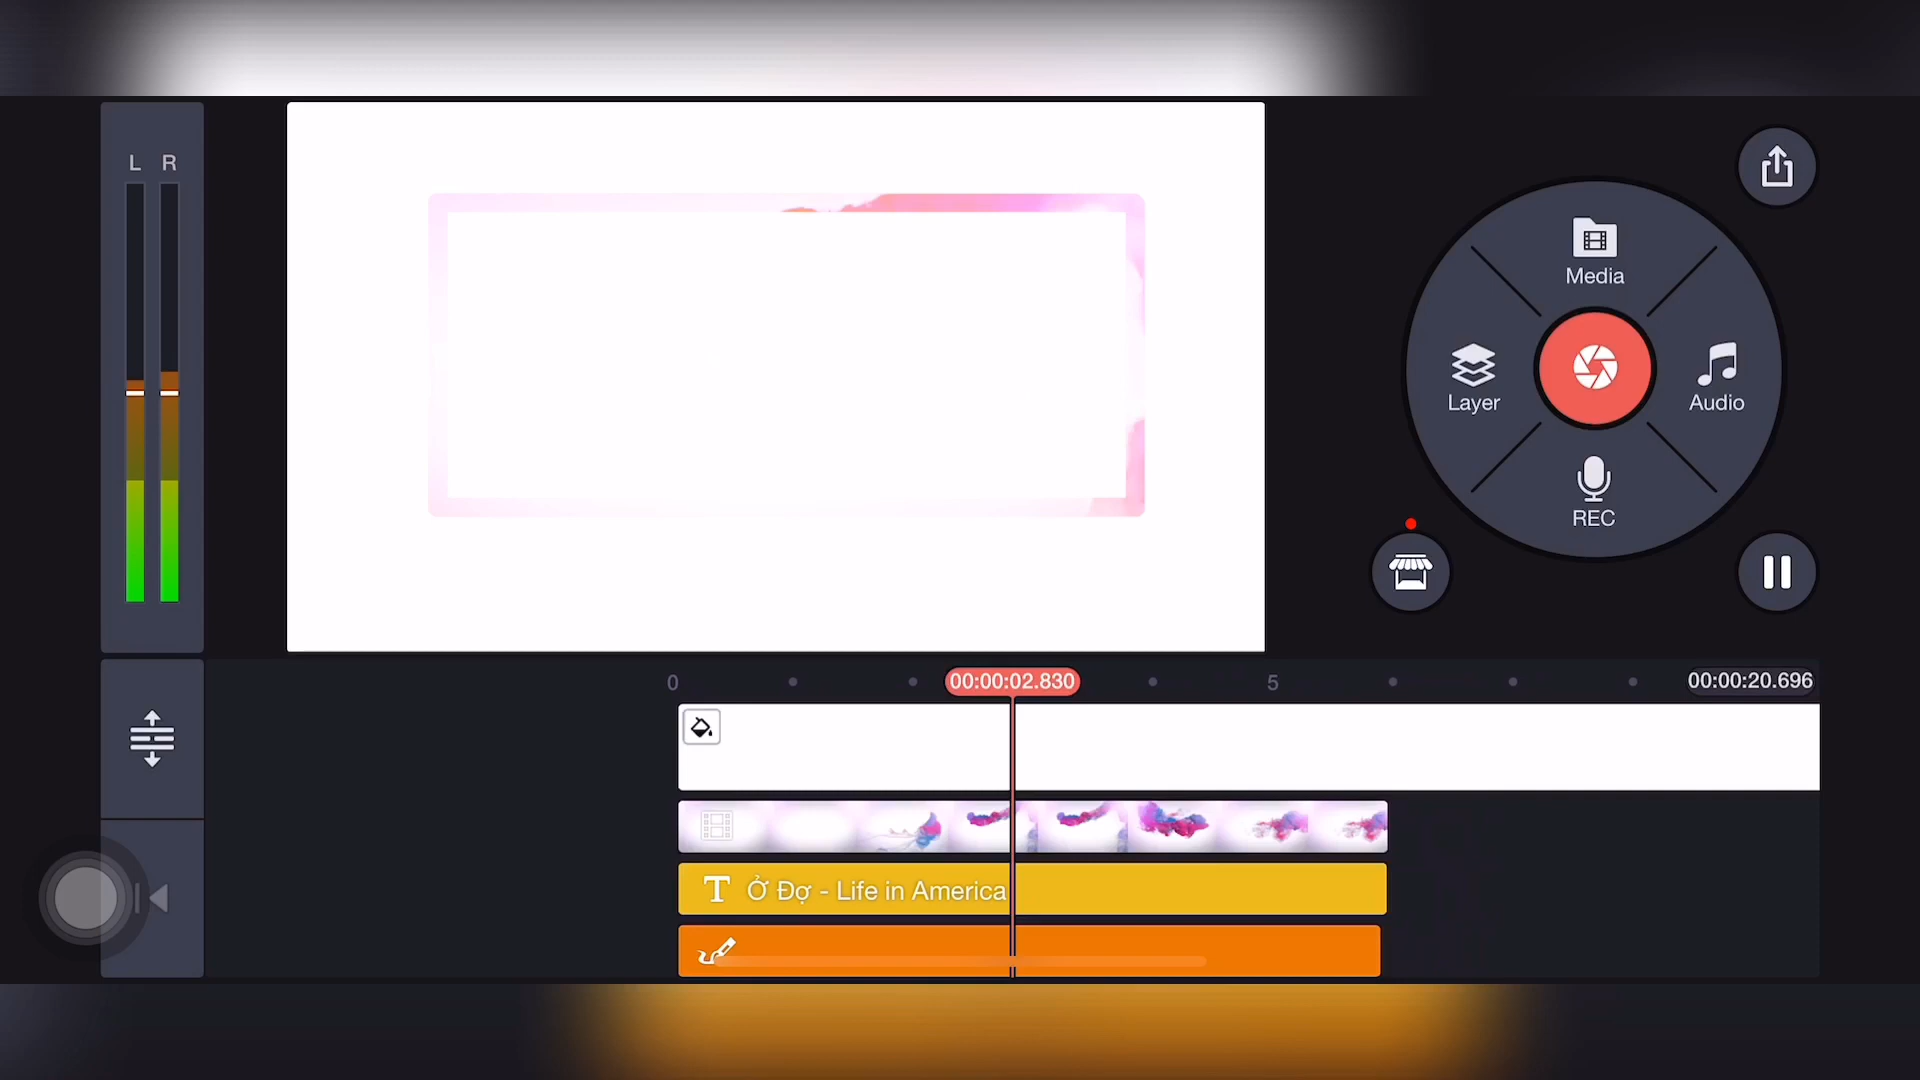 L R
Media
Layer
Audio
REC
0
00:00:02.830
5
00:00:20.696
T Ở Đợ - Life in America